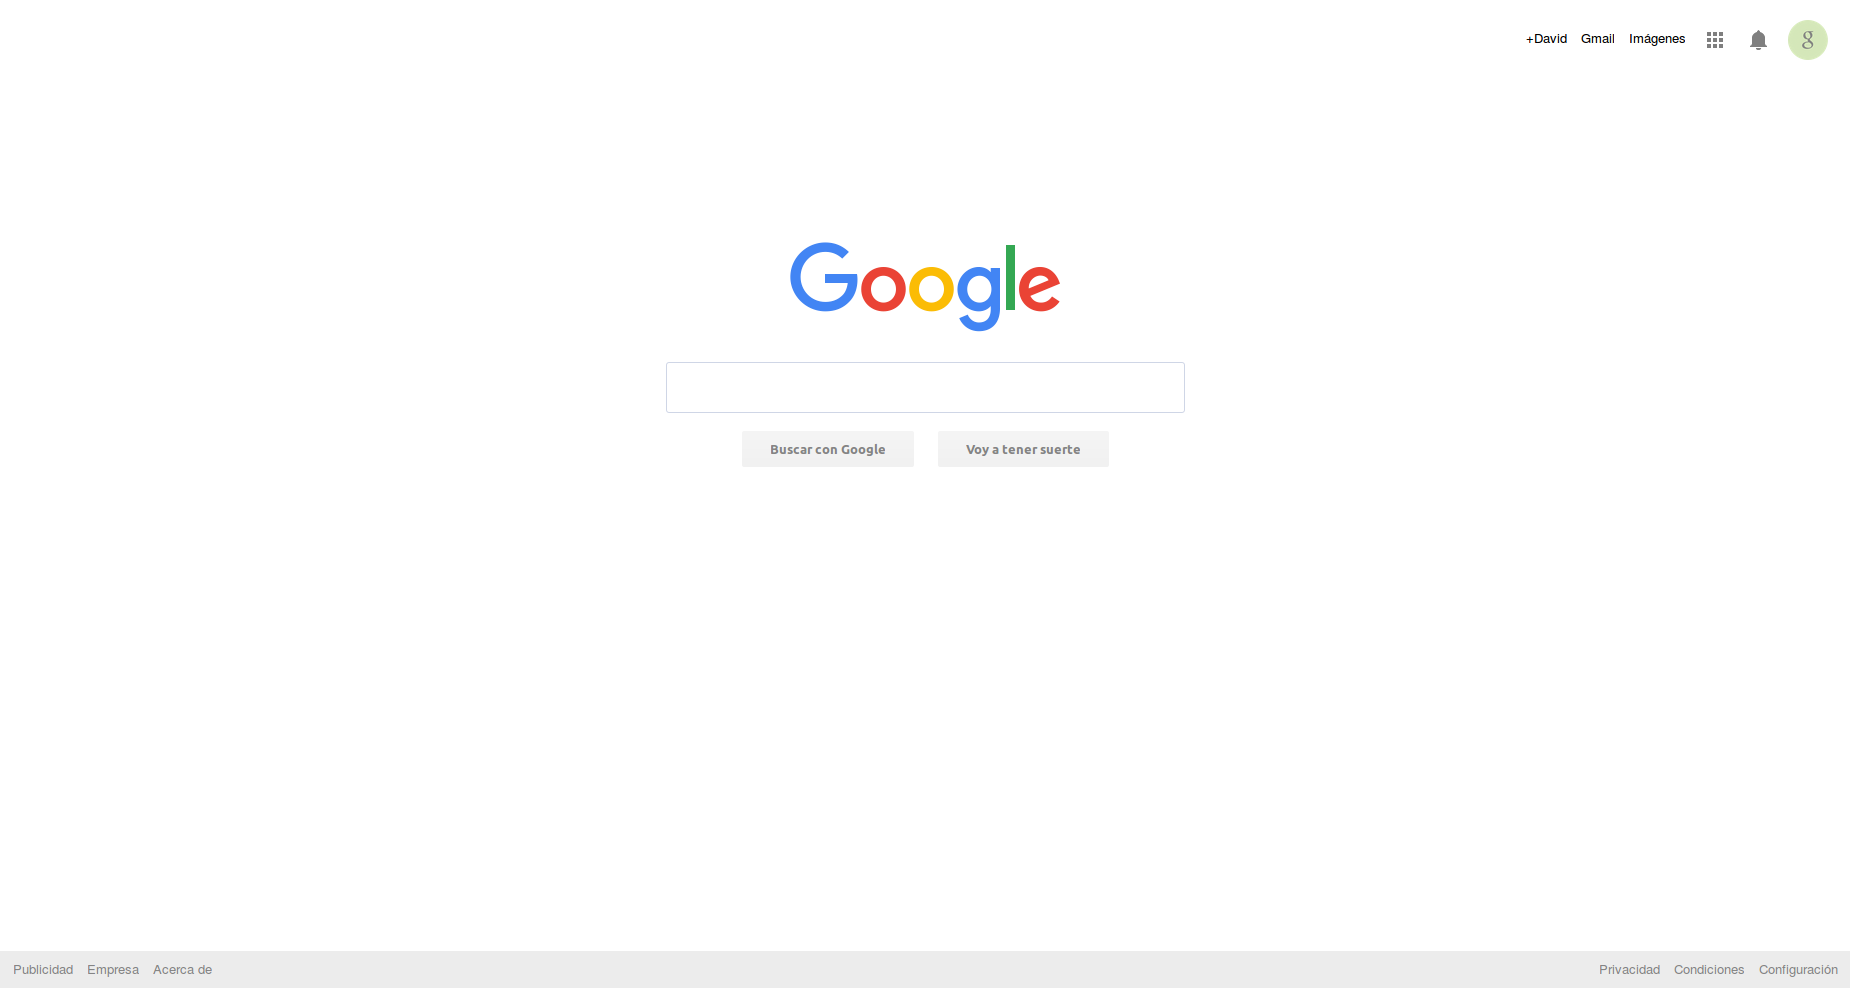 +David Gmail Imágenes g
Google
Buscar con Google Voy a tener suerte
Publicidad Empresa Acerca de Privacidad Condiciones Configuración